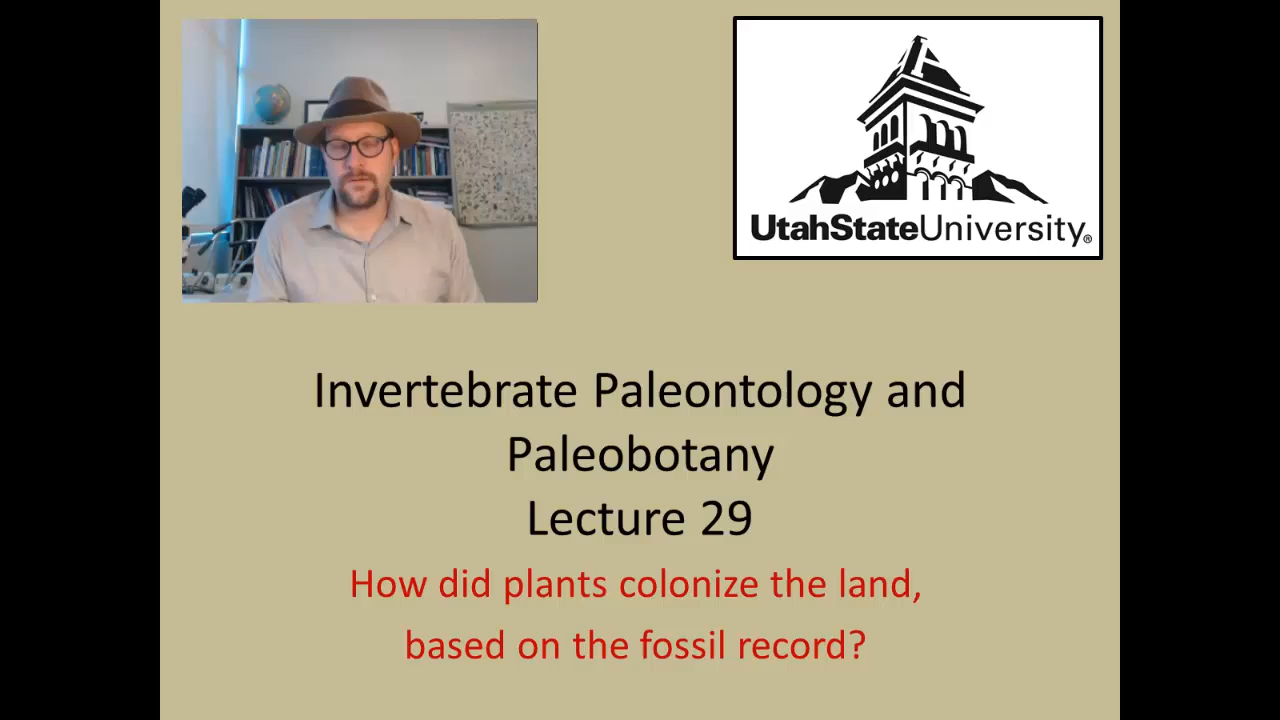 UtahStateUniversity®
Invertebrate Paleontology and
Paleobotany
Lecture 29
How did plants colonize the land,
based on the fossil record?